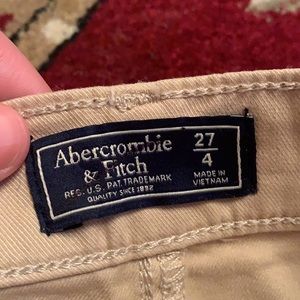 Abercrombie
& Fitch
REG. U.S. PAT. TRADEMARK
QUALITY SINCE 1892
27
4
MADE IN
VIETNAM